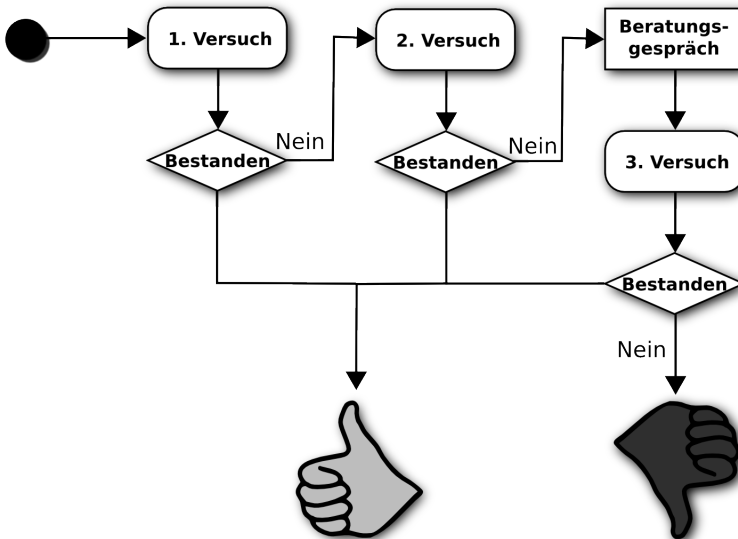 1. Versuch
2. Versuch
Beratungs-
gespräch
Nein
Nein
Bestanden
Bestanden
3. Versuch
Bestanden
Nein